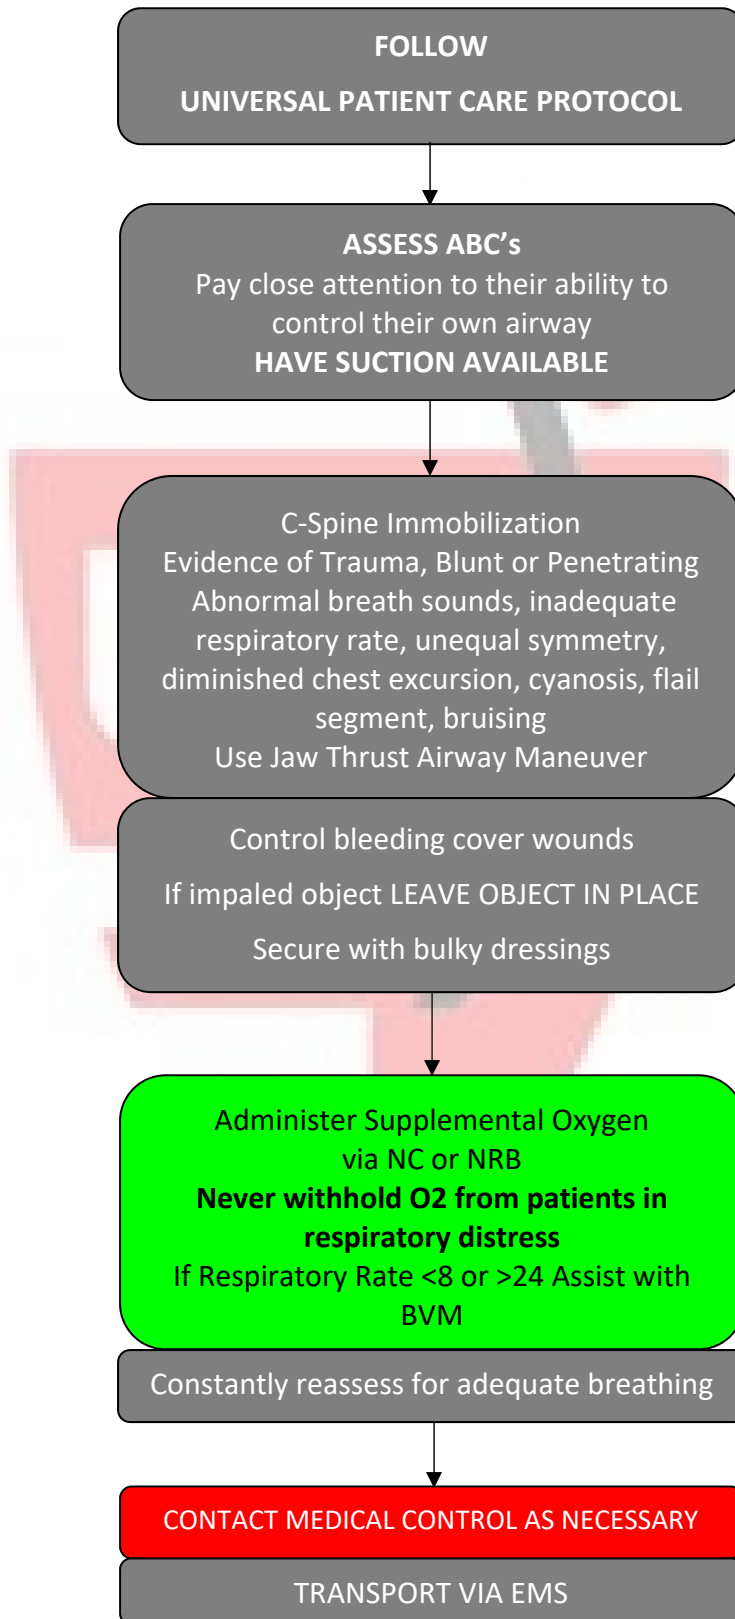 FOLLOW
UNIVERSAL PATIENT CARE PROTOCOL
ASSESS ABC’s
Pay close attention to their ability to
control their own airway
HAVE SUCTION AVAILABLE
C-Spine Immobilization
Evidence of Trauma, Blunt or Penetrating
Abnormal breath sounds, inadequate
respiratory rate, unequal symmetry,
diminished chest excursion, cyanosis, flail
segment, bruising
Use Jaw Thrust Airway Maneuver
Control bleeding cover wounds
If impaled object LEAVE OBJECT IN PLACE
Secure with bulky dressings
Administer Supplemental Oxygen
via NC or NRB
Never withhold O2 from patients in
respiratory distress
If Respiratory Rate <8 or >24 Assist with
BVM
Constantly reassess for adequate breathing
CONTACT MEDICAL CONTROL AS NECESSARY
TRANSPORT VIA EMS